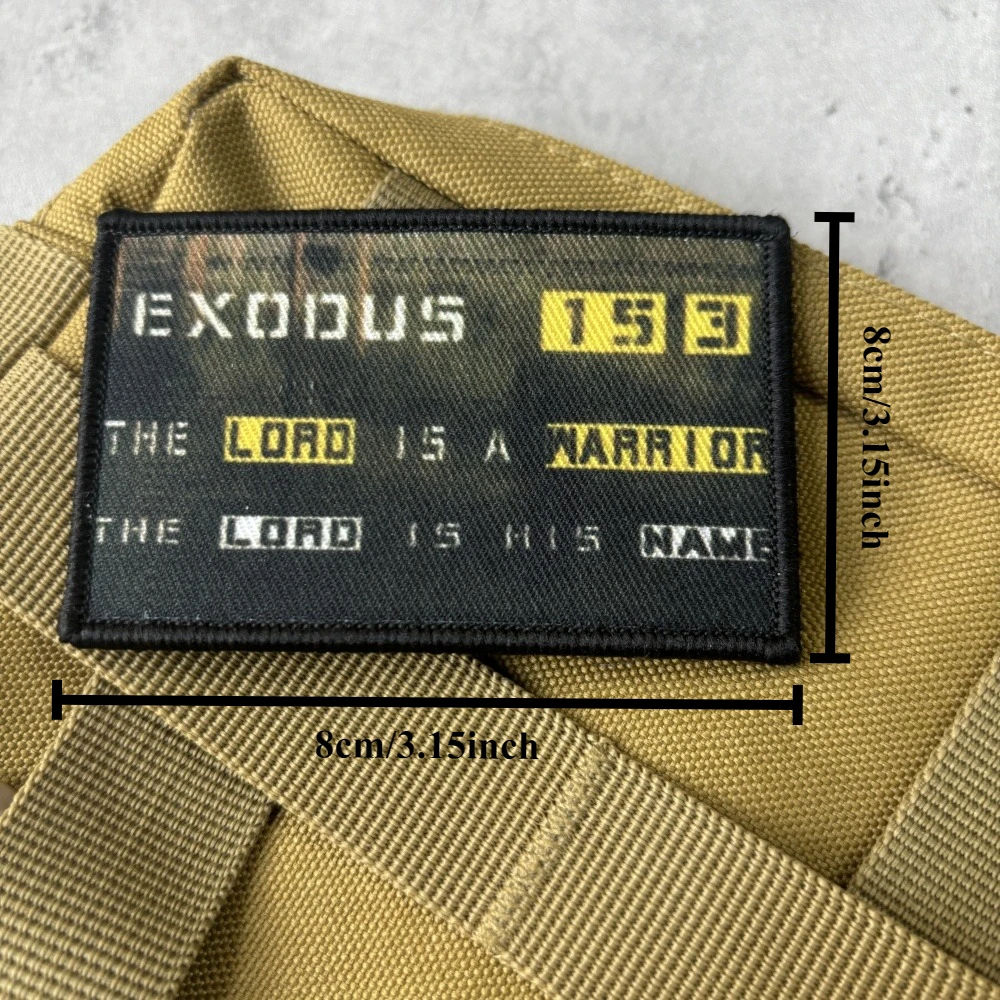 EXODUS 15 3
THE LORD IS A WARRIOR
THE LORD IS HIS NAME
8cm/3.15inch
8cm/3.15inch